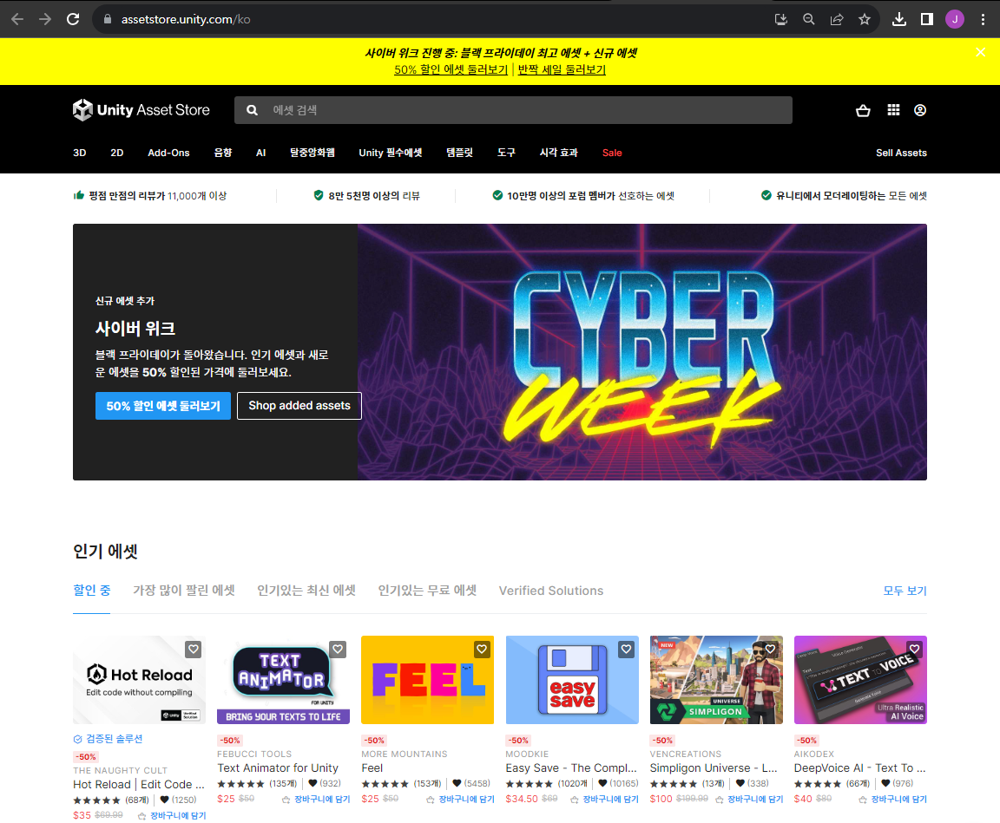 assetstore.unity.com/ko
J
사이버 위크 진행 중: 블랙 프라이데이 최고 에셋 + 신규 에셋
50% 할인 에셋 둘러보기 | 반짝 세일 둘러보기
Unity Asset Store
에셋 검색
3D 2D Add-Ons 음향 AI 탈중앙화웹 Unity 필수에셋 템플릿 도구 시각 효과 Sale Sell Assets
평점 만점의 리뷰가 11,000개 이상 8만 5천명 이상의 리뷰 10만명 이상의 포럼 멤버가 선호하는 에셋 유니티에서 모더레이팅하는 모든 에셋
신규 에셋 추가
사이버 위크
블랙 프라이데이가 돌아왔습니다. 인기 에셋과 새로
운 에셋을 50% 할인된 가격에 둘러보세요.
50% 할인 에셋 둘러보기 Shop added assets
CYBER
WEEK
인기 에셋
할인 중 가장 많이 팔린 에셋 인기있는 최신 에셋 인기있는 무료 에셋 Verified Solutions 모두 보기
Hot Reload
Edit code without compiling
Unity Verified Solution
검증된 솔루션
-50%
THE NAUGHTY CULT
Hot Reload | Edit Code ...
(68개) (1250)
$35 $69.99 장바구니에 담기
TEXT
ANIMATOR
FOR UNITY
BRING YOUR TEXTS TO LIFE
-50%
FEBUCCI TOOLS
Text Animator for Unity
(135개) (932)
$25 $50 장바구니에 담기
FEEL
-50%
MORE MOUNTAINS
Feel
(153개) (5458)
$25 $50 장바구니에 담기
easy
save
-50%
MOODKIE
Easy Save - The Compl...
(1020개) (10165)
$34.50 $69 장바구니에 담기
NEW
UNIVERSE
SIMPLIGON
-50%
VENCREATIONS
Simpligon Universe - L...
(13개) (338)
$100 $199.99 장바구니에 담기
Voice Generator
Text
TEXT TO VOICE
Generate Voice
Ultra Realistic
AI Voice
-50%
AIKODEX
DeepVoice AI - Text To ...
(66개) (976)
$40 $80 장바구니에 담기